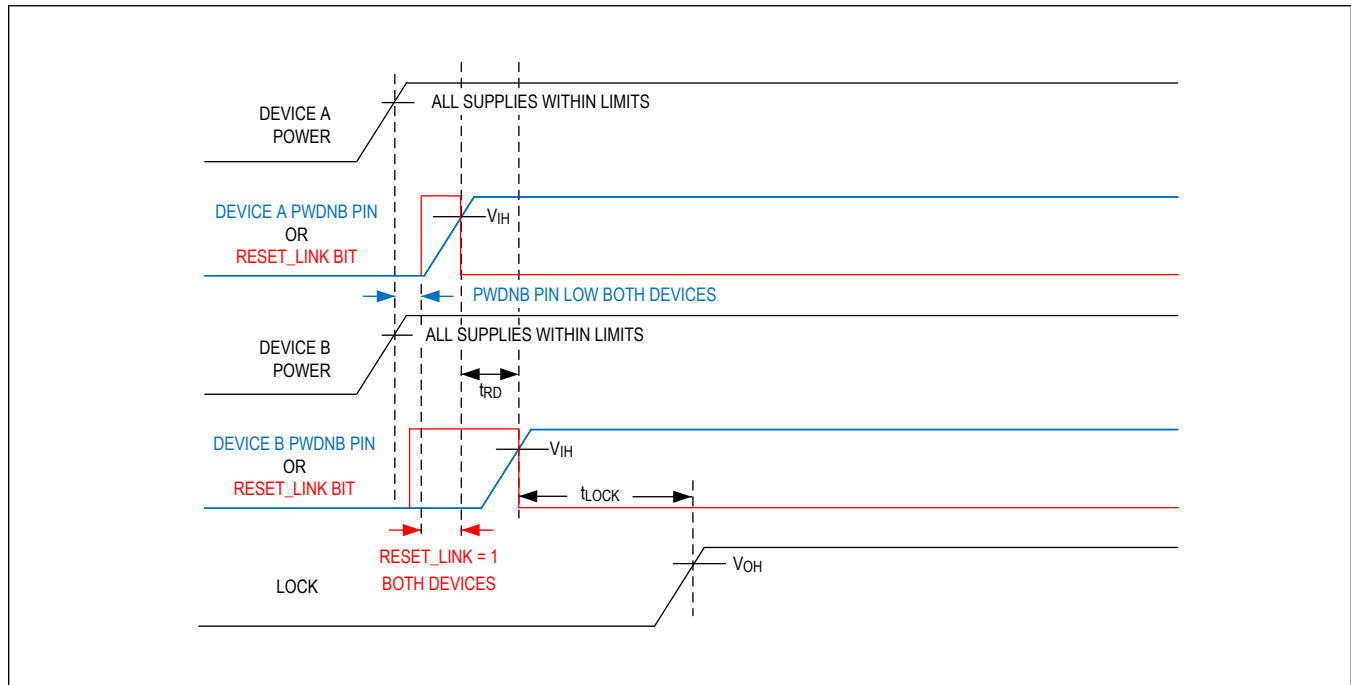 ALL SUPPLIES WITHIN LIMITS
DEVICE A
POWER
DEVICE A PWDNB PIN
OR
RESET_LINK BIT
VIH
PWDNB PIN LOW BOTH DEVICES
ALL SUPPLIES WITHIN LIMITS
DEVICE B
POWER
tRD
DEVICE B PWDNB PIN
OR
RESET_LINK BIT
VIH
tLOCK
RESET_LINK = 1
BOTH DEVICES
LOCK
VOH